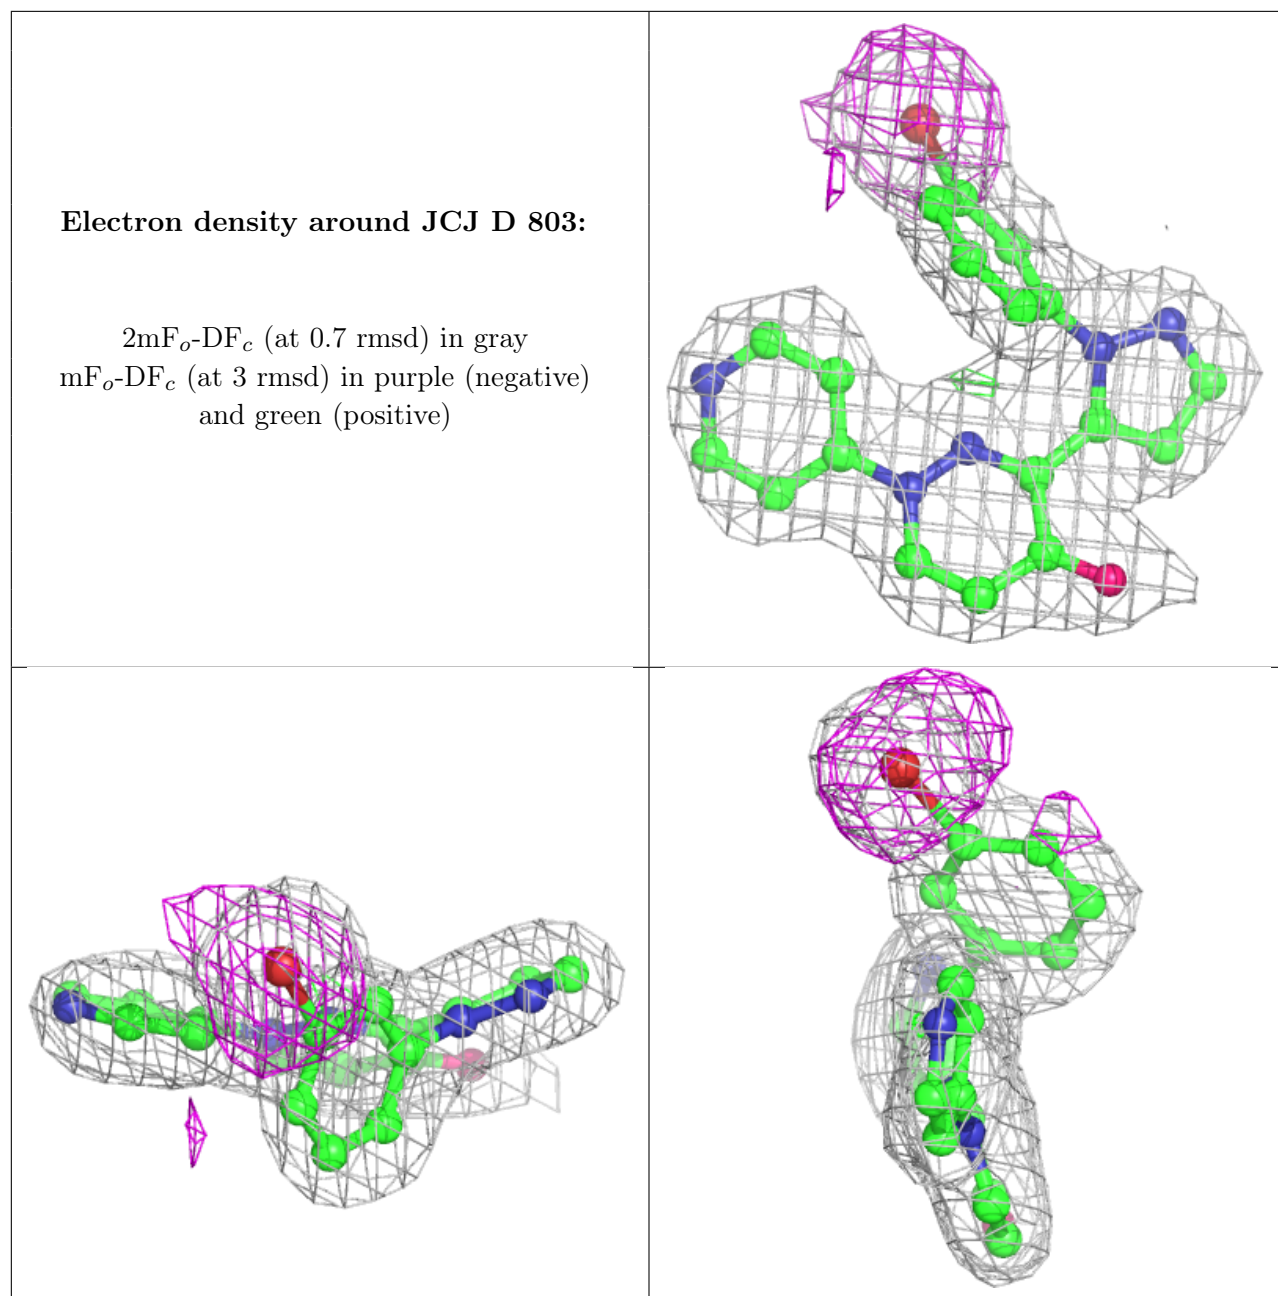 Electron density around JCJ D 803:
2mFo-DFc (at 0.7 rmsd) in gray
mFo-DFc (at 3 rmsd) in purple (negative)
and green (positive)